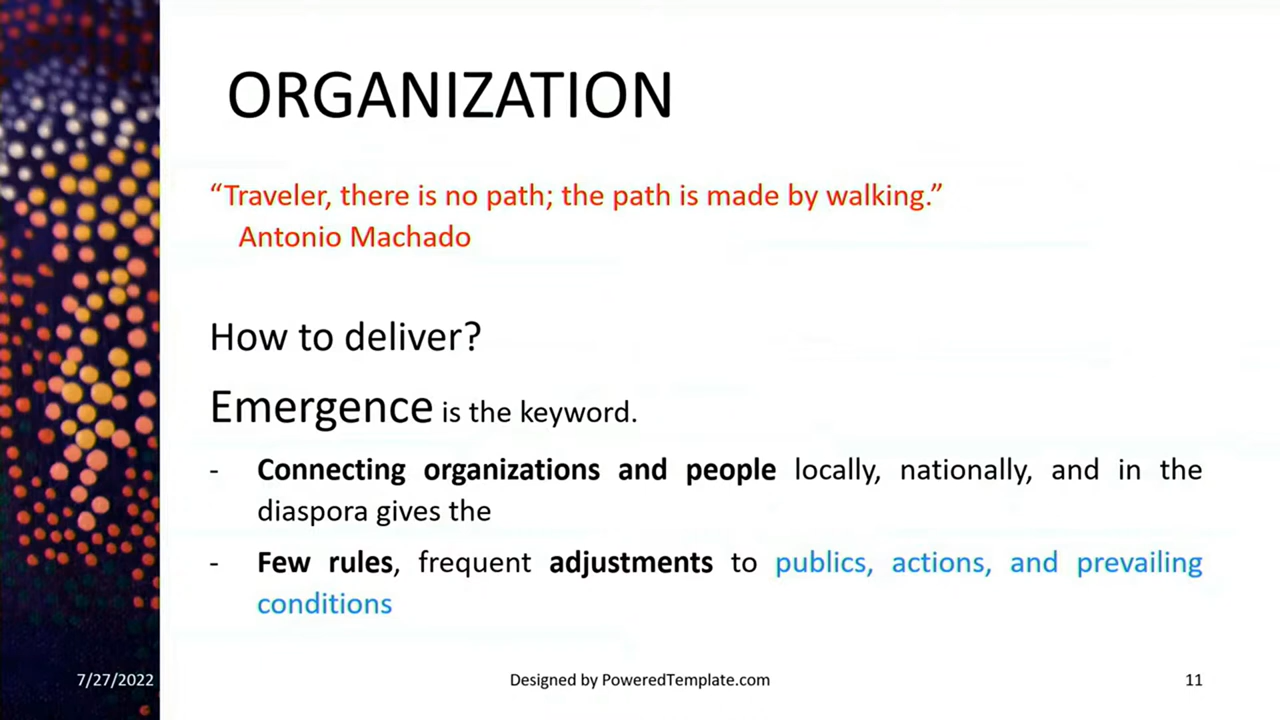 ORGANIZATION
“Traveler, there is no path; the path is made by walking.”
Antonio Machado
How to deliver?
Emergence is the keyword.
- Connecting organizations and people locally, nationally, and in the
diaspora gives the
- Few rules, frequent adjustments to publics, actions, and prevailing
conditions
7/27/2022
Designed by PoweredTemplate.com
11